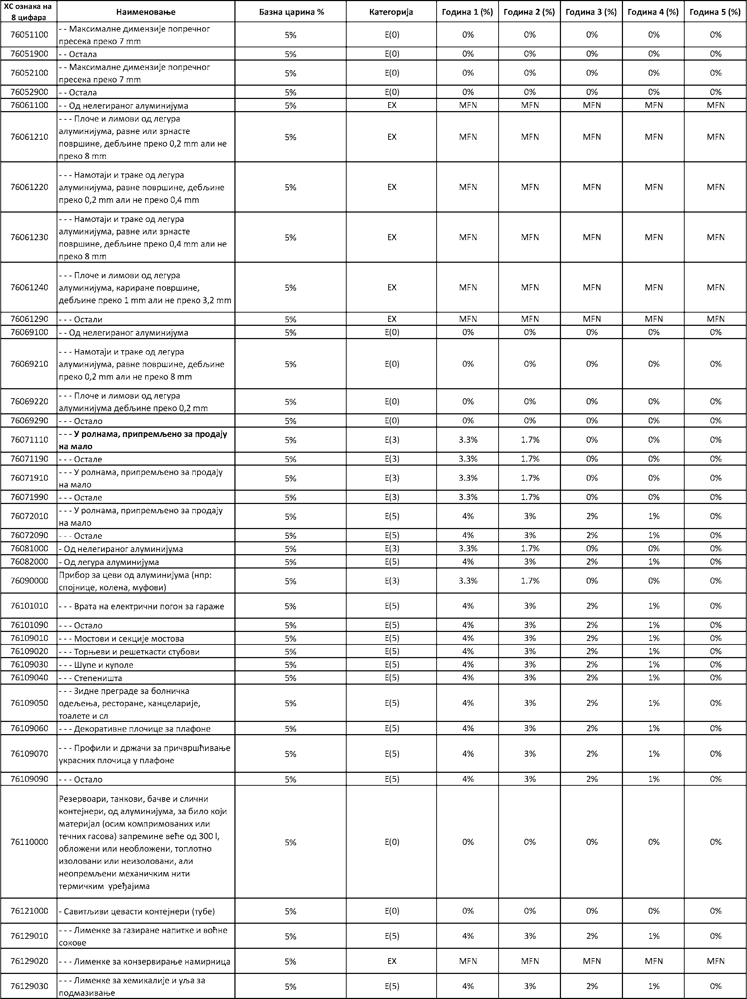 ХС ознака на 8 цифара Наименовање Базна царина % Категорија Година 1 (%) Година 2 (%) Година 3 (%) Година 4 (%) Година 5 (%)
76051100 - - Максималне димензије попречног пресека преко 7 mm 5% E(0) 0% 0% 0% 0% 0%
76051900 - - Остала 5% E(0) 0% 0% 0% 0% 0%
76052100 - - Максималне димензије попречног пресека преко 7 mm 5% E(0) 0% 0% 0% 0% 0%
76052900 - - Остала 5% E(0) 0% 0% 0% 0% 0%
76061100 - - Од нелегираног алуминијума 5% EX MFN MFN MFN MFN MFN
76061210 - - - Плоче и лимови од легура алуминијума, равне или зрнасте површине, дебљине преко 0,2 mm али не преко 8 mm 5% EX MFN MFN MFN MFN MFN
76061220 - - - Намотаји и траке од легура алуминијума, равне површине, дебљине преко 0,2 mm али не преко 0,4 mm 5% EX MFN MFN MFN MFN MFN
76061230 - - - Намотаји и траке од легура алуминијума, равне или зрнасте површине, дебљине преко 0,4 mm али не преко 8 mm 5% EX MFN MFN MFN MFN MFN
76061240 - - - Плоче и лимови од легура алуминијума, кариране површине, дебљине преко 1 mm али не преко 3,2 mm 5% EX MFN MFN MFN MFN MFN
76061290 - - - Остали 5% EX MFN MFN MFN MFN MFN
76069100 - - Од нелегираног алуминијума 5% E(0) 0% 0% 0% 0% 0%
76069210 - - - Намотаји и траке од легура алуминијума, равне површине, дебљине преко 0,2 mm али не преко 8 mm 5% E(0) 0% 0% 0% 0% 0%
76069220 - - - Плоче и лимови од легура алуминијума дебљине преко 0,2 mm 5% E(0) 0% 0% 0% 0% 0%
76069290 - - - Остало 5% E(0) 0% 0% 0% 0% 0%
76071110 - - - У ролнама, припремљено за продају на мало 5% E(3) 3.3% 1.7% 0% 0% 0%
76071190 - - - Остале 5% E(3) 3.3% 1.7% 0% 0% 0%
76071910 - - - У ролнама, припремљено за продају на мало 5% E(3) 3.3% 1.7% 0% 0% 0%
76071990 - - - Остале 5% E(3) 3.3% 1.7% 0% 0% 0%
76072010 - - - У ролнама, припремљено за продају на мало 5% E(5) 4% 3% 2% 1% 0%
76072090 - - - Остале 5% E(5) 4% 3% 2% 1% 0%
76081000 - Од нелегираног алуминијума 5% E(3) 3.3% 1.7% 0% 0% 0%
76082000 - Од легура алуминијума 5% E(5) 4% 3% 2% 1% 0%
76090000 Прибор за цеви од алуминијума (нпр: спојнице, колена, муфови) 5% E(3) 3.3% 1.7% 0% 0% 0%
76101010 - - - Врата на електрични погон за гараже 5% E(5) 4% 3% 2% 1% 0%
76101090 - - - Остало 5% E(5) 4% 3% 2% 1% 0%
76109010 - - - Мостови и секције мостова 5% E(5) 4% 3% 2% 1% 0%
76109020 - - - Торњеви и решеткасти стубови 5% E(5) 4% 3% 2% 1% 0%
76109030 - - - Шупе и куполе 5% E(5) 4% 3% 2% 1% 0%
76109040 - - - Степеништа 5% E(5) 4% 3% 2% 1% 0%
76109050 - - - Зидне преграде за болничка одељења, ресторане, канцеларије, тоалете и сл 5% E(5) 4% 3% 2% 1% 0%
76109060 - - - Декоративне плочице за плафоне 5% E(5) 4% 3% 2% 1% 0%
76109070 - - - Профили и држачи за причвршћивање украсних плочица у плафоне 5% E(5) 4% 3% 2% 1% 0%
76109090 - - - Остало 5% E(5) 4% 3% 2% 1% 0%
76110000 Резервоари, танкови, бачве и слични контејнери, од алуминијума, за било који материјал (осим компримованих или течних гасова) запремине веће од 300 l, обложени или необложени, топлотно изоловани или неизоловани, али неопремљени механичким нити термичким уређајима 5% E(0) 0% 0% 0% 0% 0%
76121000 - Савитљиви цевасти контејнери (тубе) 5% E(0) 0% 0% 0% 0% 0%
76129010 - - - Лименке за газиране напитке и воћне сокове 5% E(5) 4% 3% 2% 1% 0%
76129020 - - - Лименке за конзервирање намирница 5% EX MFN MFN MFN MFN MFN
76129030 - - - Лименке за хемикалије и уља за подмазивање 5% E(5) 4% 3% 2% 1% 0%